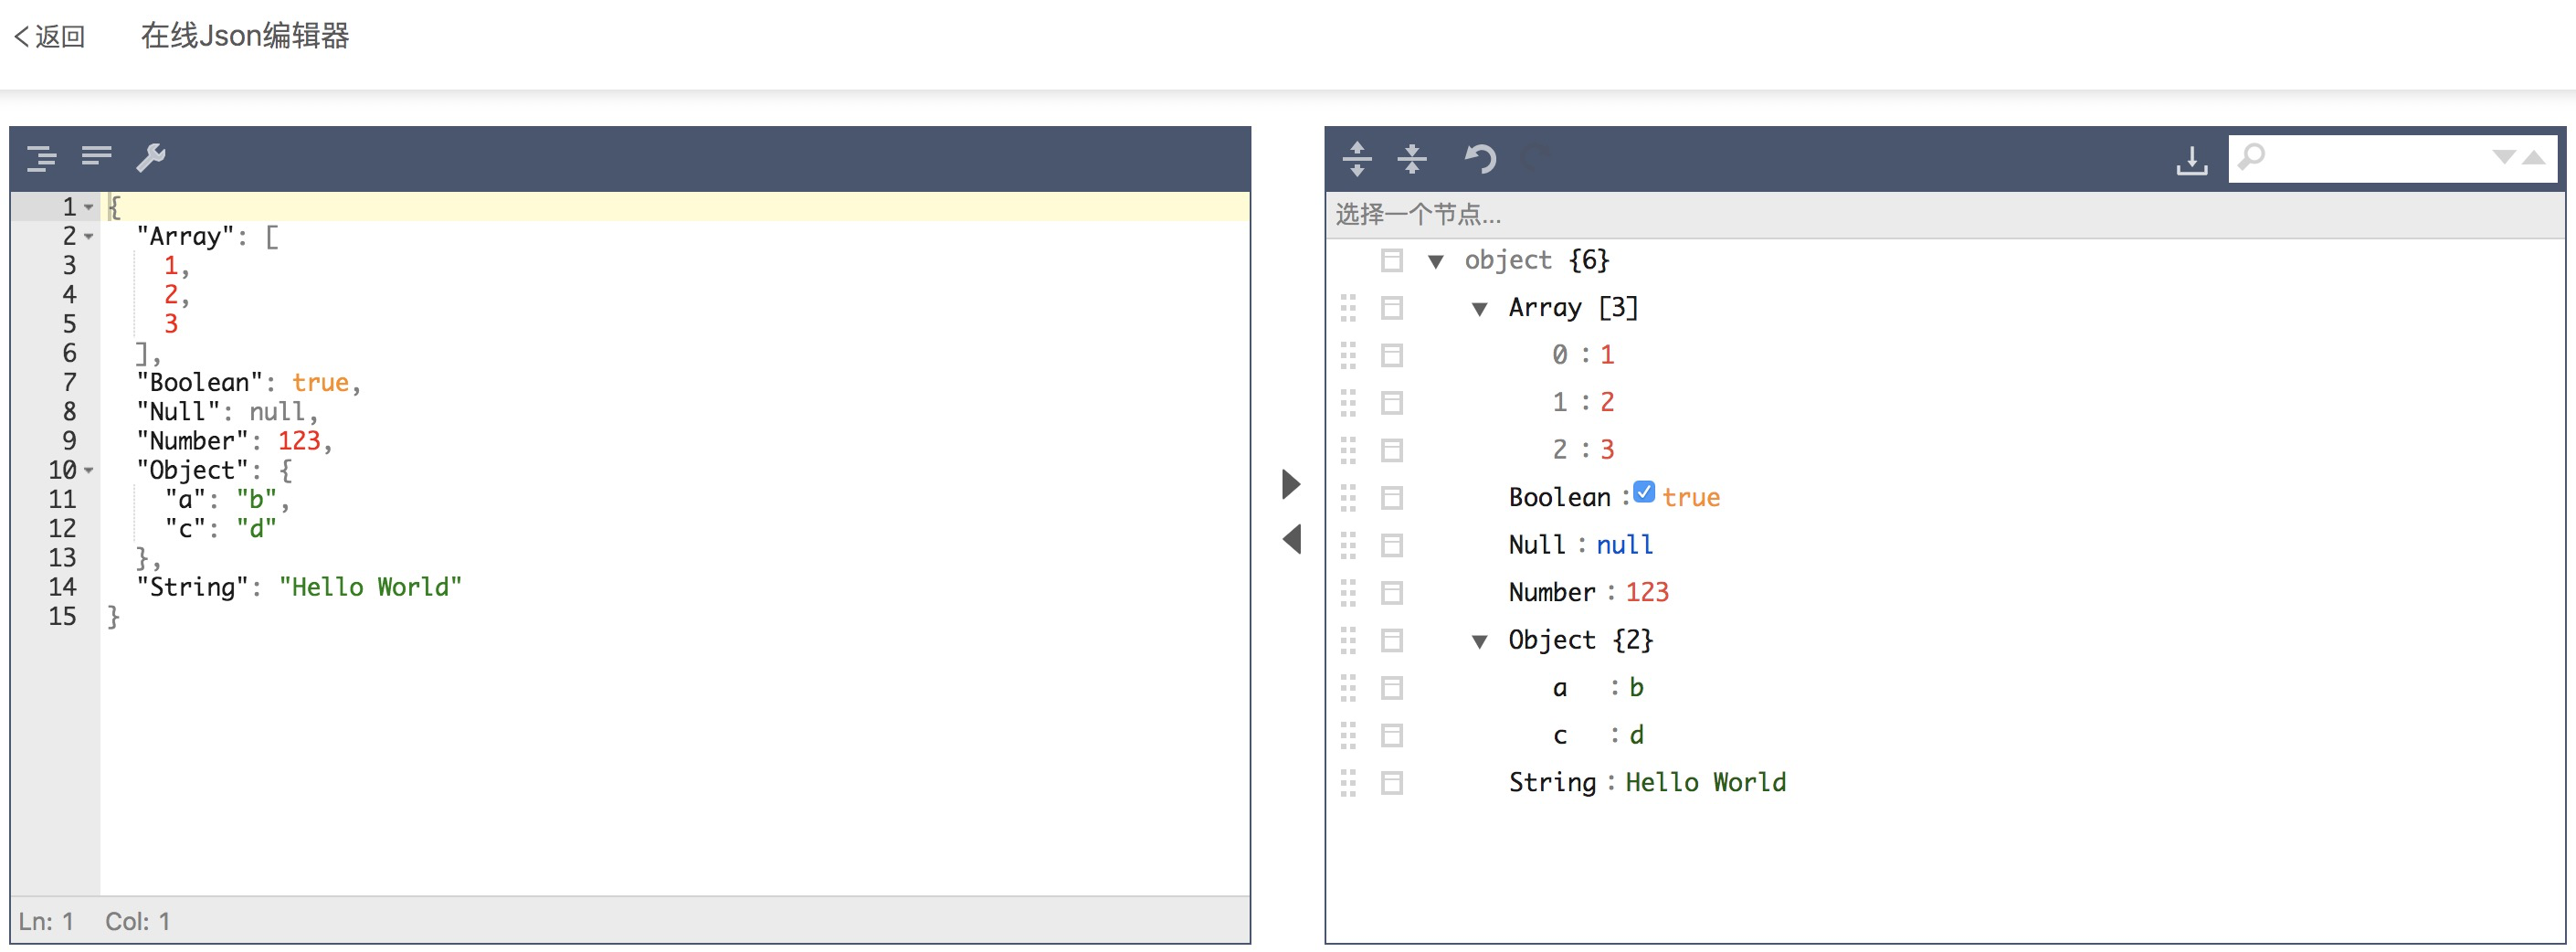 返回 在线Json编辑器
1 {
2 "Array": [
3 1,
4 2,
5 3
6 ],
7 "Boolean": true,
8 "Null": null,
9 "Number": 123,
10 "Object": {
11 "a": "b",
12 "c": "d"
13 },
14 "String": "Hello World"
15 }
Ln: 1 Col: 1
选择一个节点...
object {6}
Array [3]
0 : 1
1 : 2
2 : 3
Boolean : true
Null : null
Number : 123
Object {2}
a : b
c : d
String : Hello World